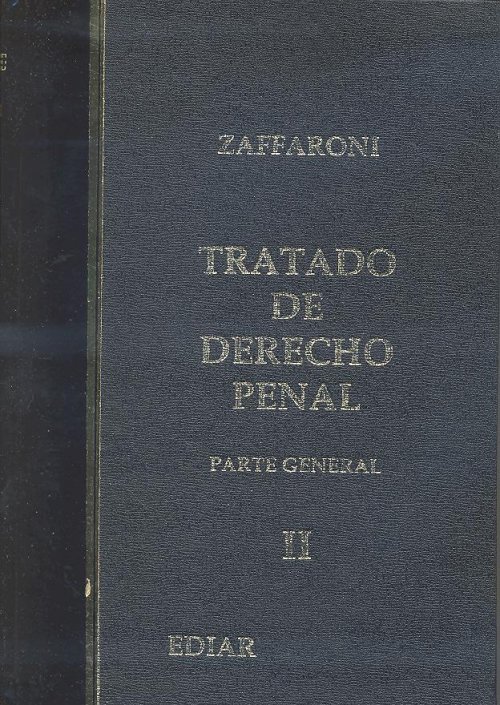 ZAFFARONI
TRATADO
DE
DERECHO
PENAL
PARTE GENERAL
II
EDIAR